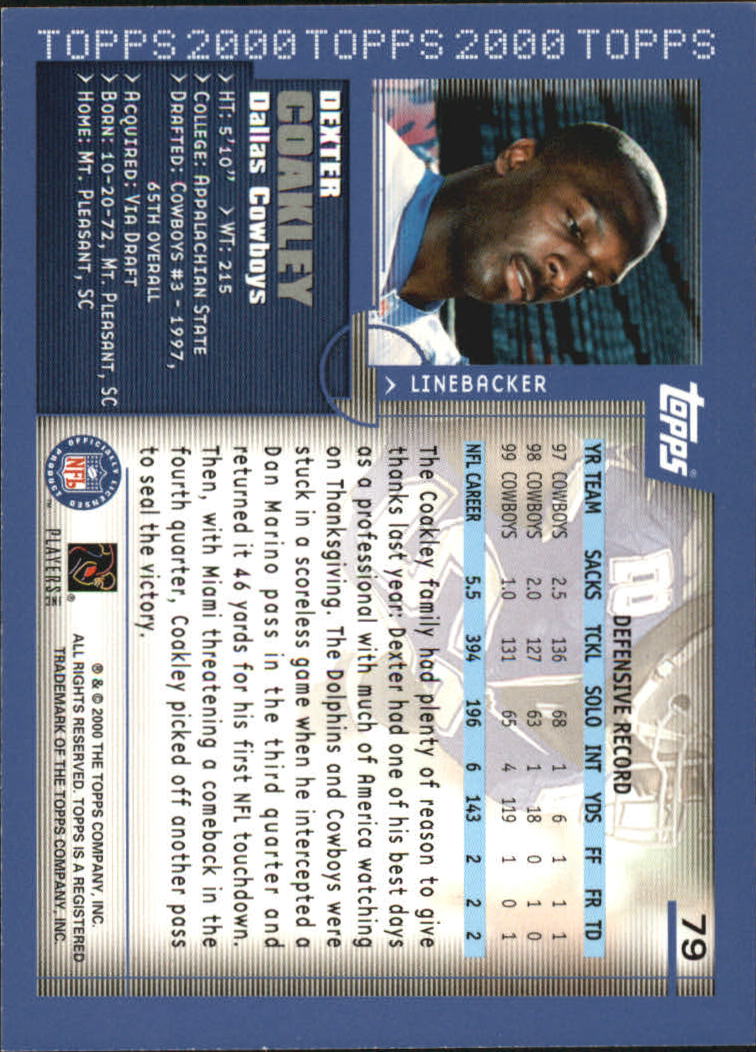 TOPPS 2000 TOPPS 2000 TOPPS
DEXTER
COAKLEY
Dallas Cowboys
> HT: 5'10" > WT: 215
> COLLEGE: APPALACHIAN STATE
> DRAFTED: COWBOYS #3 - 1997,
65TH OVERALL
> ACQUIRED: VIA DRAFT
> BORN: 10-20-72, MT. PLEASANT, SC
> HOME: MT. PLEASANT, SC
> LINEBACKER
topps®
79
DEFENSIVE RECORD
YR TEAM SACKS TCKL SOLO INT YDS FF FR TD
97 COWBOYS 2.5 136 68 1 6 1 1 1
98 COWBOYS 2.0 127 63 1 18 0 1 0
99 COWBOYS 1.0 131 65 4 119 1 0 1
NFL CAREER 5.5 394 196 6 143 2 2 2
The Coakley family had plenty of reason to give
thanks last year: Dexter had one of his best days
as a professional with much of America watching
on Thanksgiving. The Dolphins and Cowboys were
stuck in a scoreless game when he intercepted a
Dan Marino pass in the third quarter and
returned it 46 yards for his first NFL touchdown.
Then, with Miami threatening a comeback in the
fourth quarter, Coakley picked off another pass
to seal the victory.
OFFICIALLY LICENSED
NFL
PRODUCT
™
®
PLAYERS INC
® & © 2000 THE TOPPS COMPANY, INC.
ALL RIGHTS RESERVED. TOPPS IS A REGISTERED
TRADEMARK OF THE TOPPS COMPANY, INC.